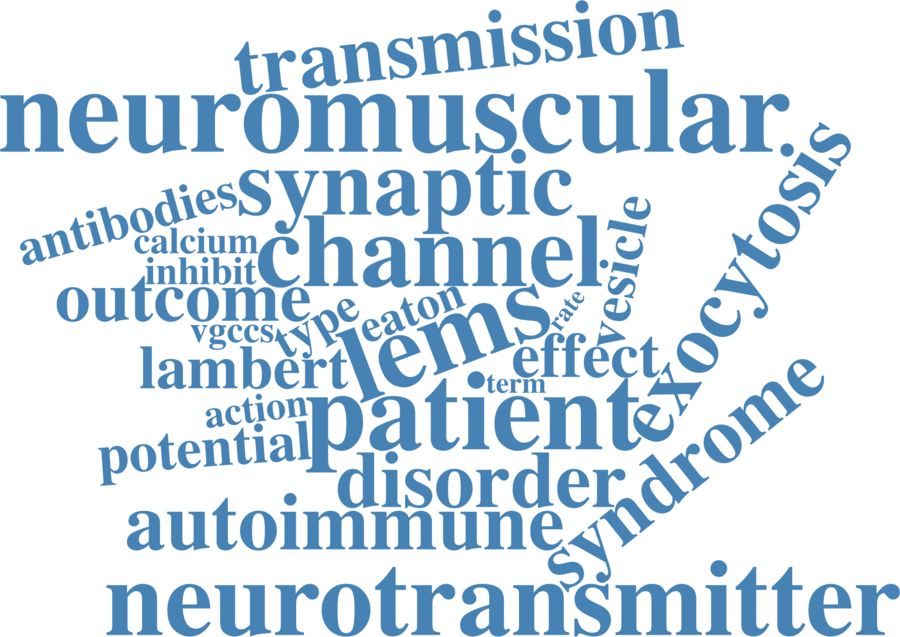 transmission
neuromuscular
exocytosis
synaptic
antibodies
channel
calcium
vesicle
inhibit
outcome
eaton
lems
rate
type
vgccs
effect
lambert
term
syndrome
patient
action
potential
disorder
autoimmune
neurotransmitter